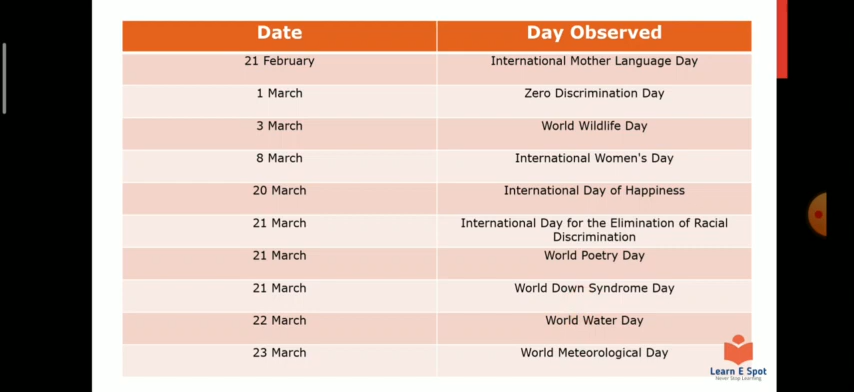 Date Day Observed
21 February International Mother Language Day
1 March Zero Discrimination Day
3 March World Wildlife Day
8 March International Women's Day
20 March International Day of Happiness
21 March International Day for the Elimination of Racial
Discrimination
21 March World Poetry Day
21 March World Down Syndrome Day
22 March World Water Day
23 March World Meteorological Day
Learn E Spot
Never Stop Learning